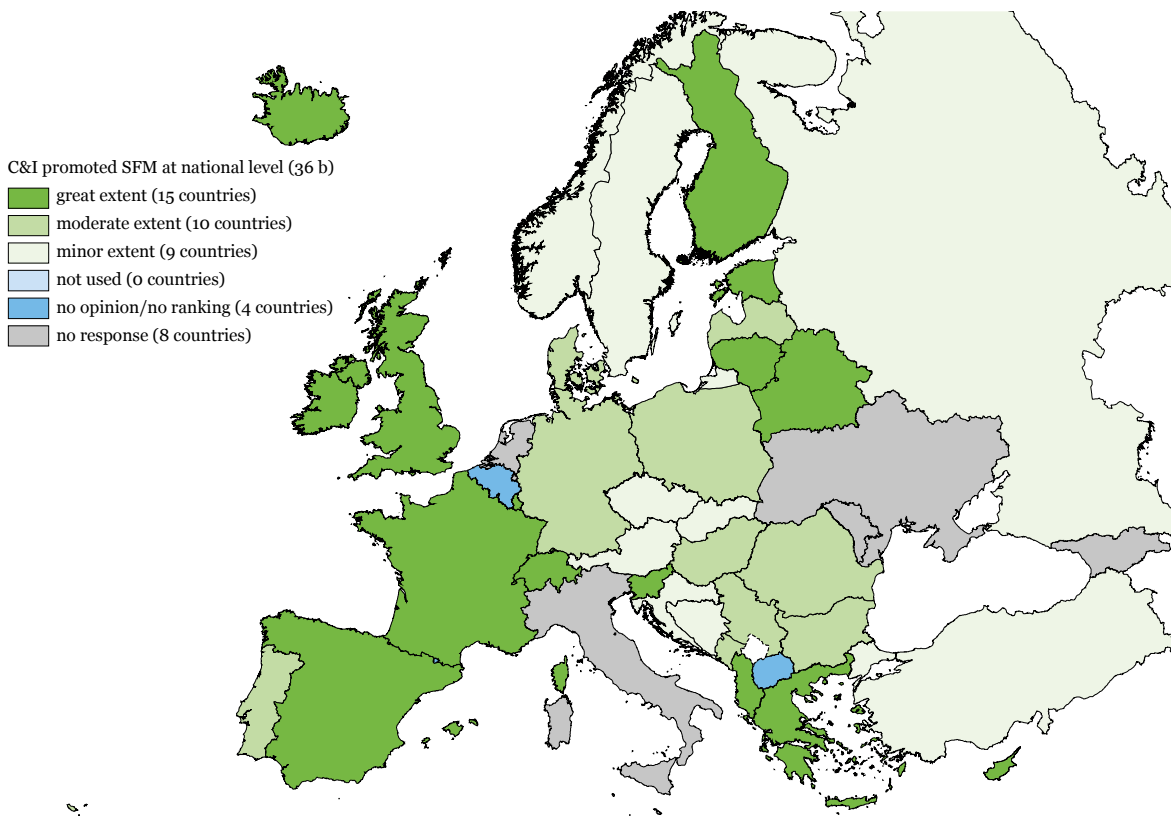 C&I promoted SFM at national level (36 b)
great extent (15 countries)
moderate extent (10 countries)
minor extent (9 countries)
not used (0 countries)
no opinion/no ranking (4 countries)
no response (8 countries)